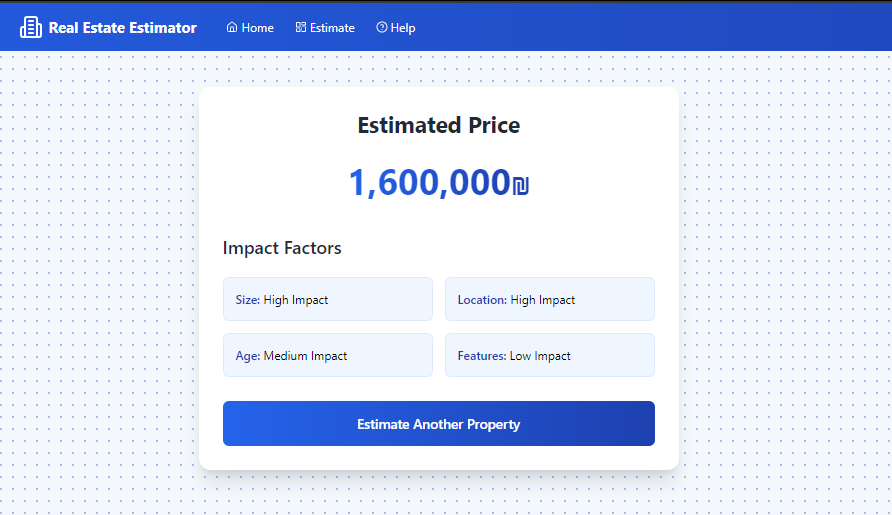 Real Estate Estimator Home Estimate Help
Estimated Price
1,600,000₪
Impact Factors
Size: High Impact
Location: High Impact
Age: Medium Impact
Features: Low Impact
Estimate Another Property